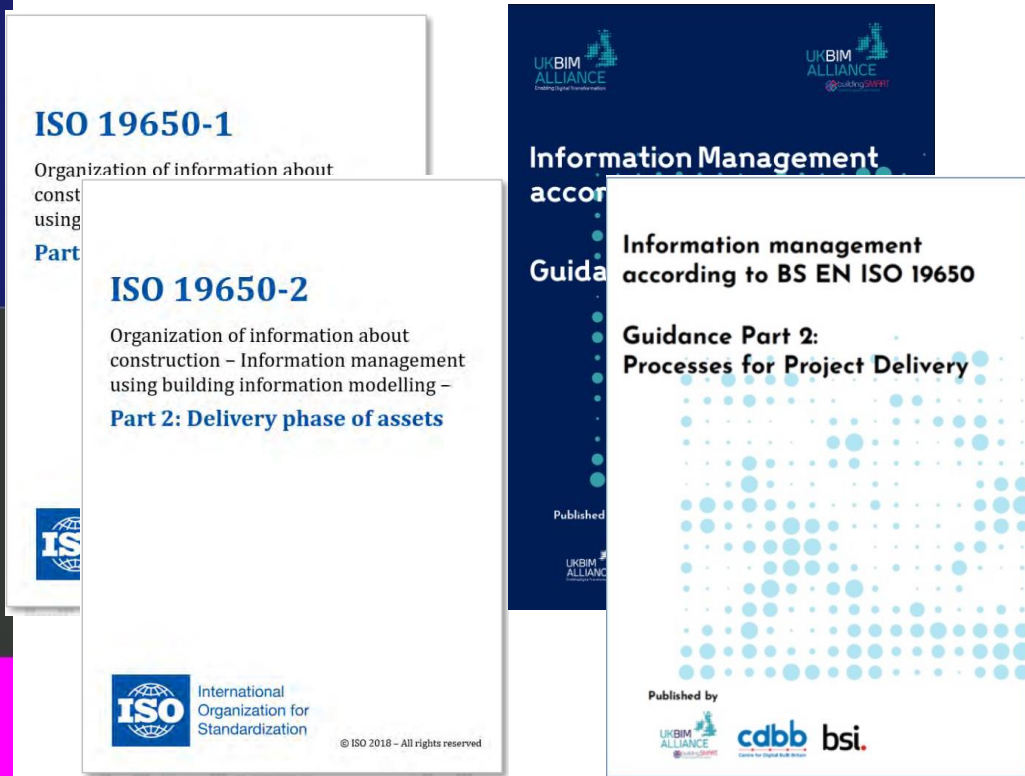 ISO 19650-1
Organization of information about
const
using
Part
ISO 19650-2
Organization of information about
construction – Information management
using building information modelling –
Part 2: Delivery phase of assets
ISO
International
Organization for
Standardization
© ISO 2018 – All rights reserved
UKBIM
ALLIANCE
Enabling Digital Transformation
UKBIM
ALLIANCE
buildingSMART
Information Management
accor
Guida
Published
UKBIM
ALLIANC
Information management
according to BS EN ISO 19650
Guidance Part 2:
Processes for Project Delivery
Published by
UKBIM
ALLIANCE
buildingSMART
cdbb
Centre for Digital Built Britain
bsi.